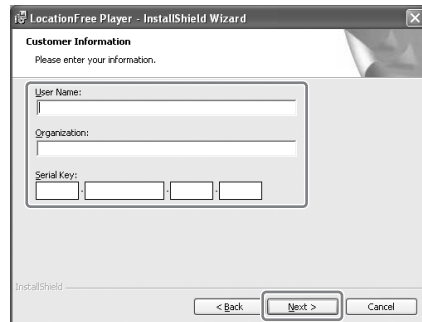 LocationFree Player - InstallShield Wizard
Customer Information
Please enter your information.
User Name:
Organization:
Serial Key:
- - -
InstallShield
< Back Next > Cancel